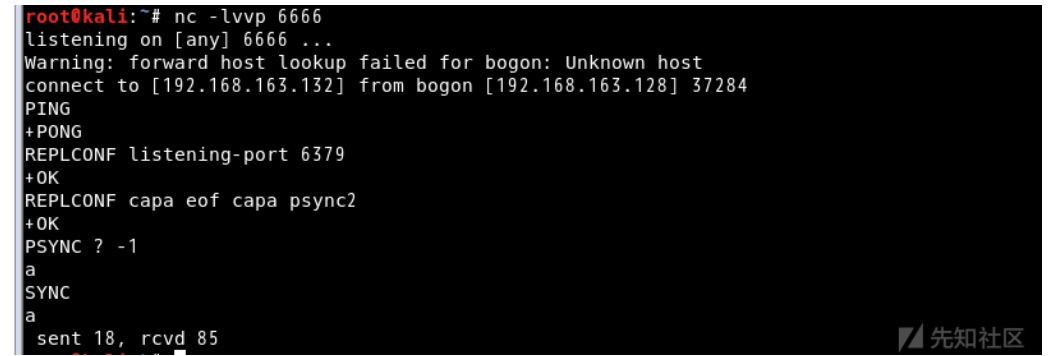 root@kali:~# nc -lvvp 6666
listening on [any] 6666 ...
Warning: forward host lookup failed for bogon: Unknown host
connect to [192.168.163.132] from bogon [192.168.163.128] 37284
PING
+PONG
REPLCONF listening-port 6379
+OK
REPLCONF capa eof capa psync2
+OK
PSYNC ? -1
a
SYNC
a
 sent 18, rcvd 85
先知社区